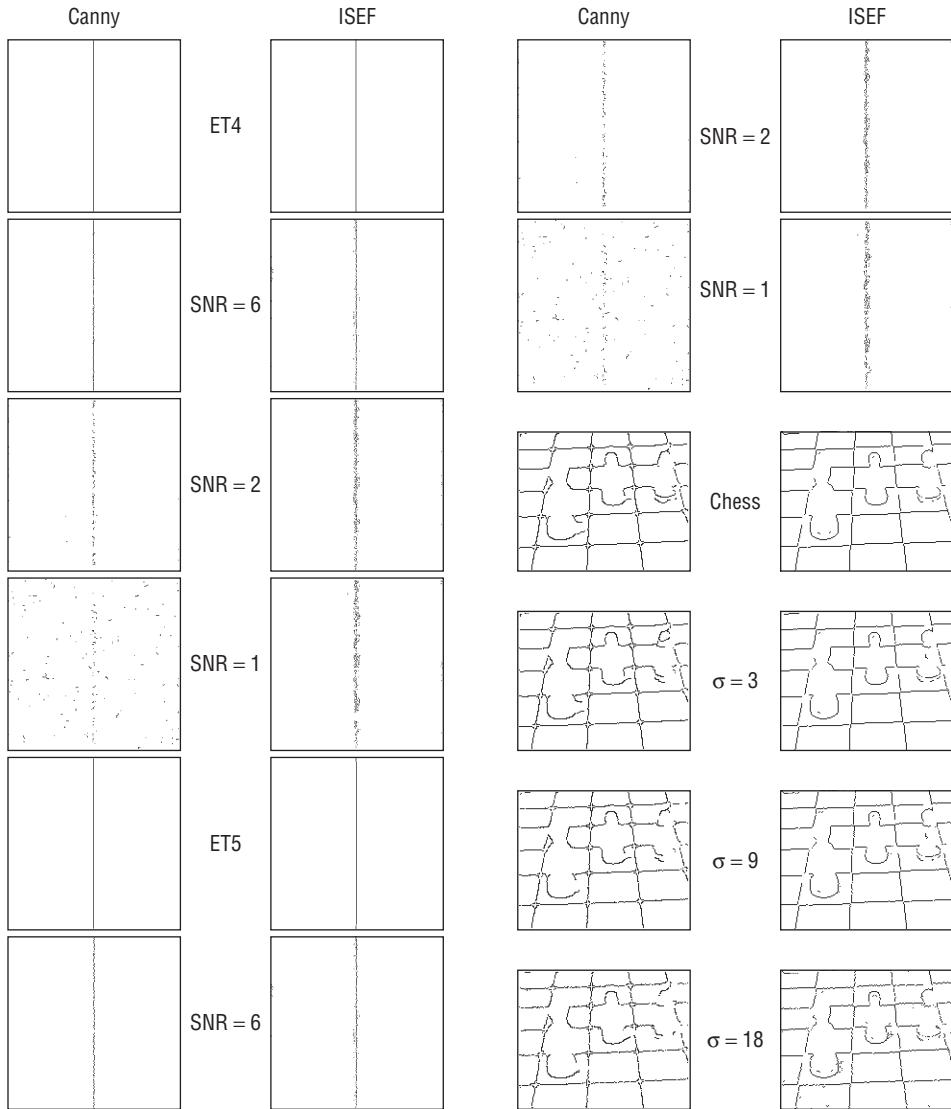 Canny ISEF Canny ISEF
ET4
SNR = 6
SNR = 2
SNR = 1
ET5
SNR = 6
SNR = 2
SNR = 1
Chess
σ = 3
σ = 9
σ = 18